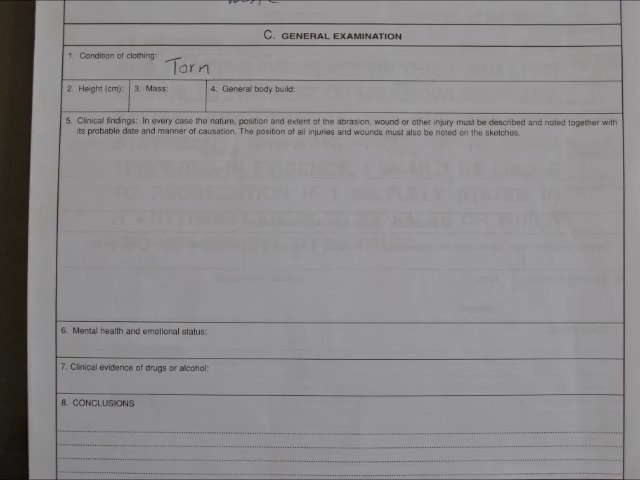 C. GENERAL EXAMINATION
1. Condition of clothing: Torn
2. Height (cm): 3. Mass: 4. General body build:
5. Clinical findings: In every case the nature, position and extent of the abrasion, wound or other injury must be described and noted together with
its probable date and manner of causation. The position of all injuries and wounds must also be noted on the sketches.
6. Mental health and emotional status:
7. Clinical evidence of drugs or alcohol:
8. CONCLUSIONS